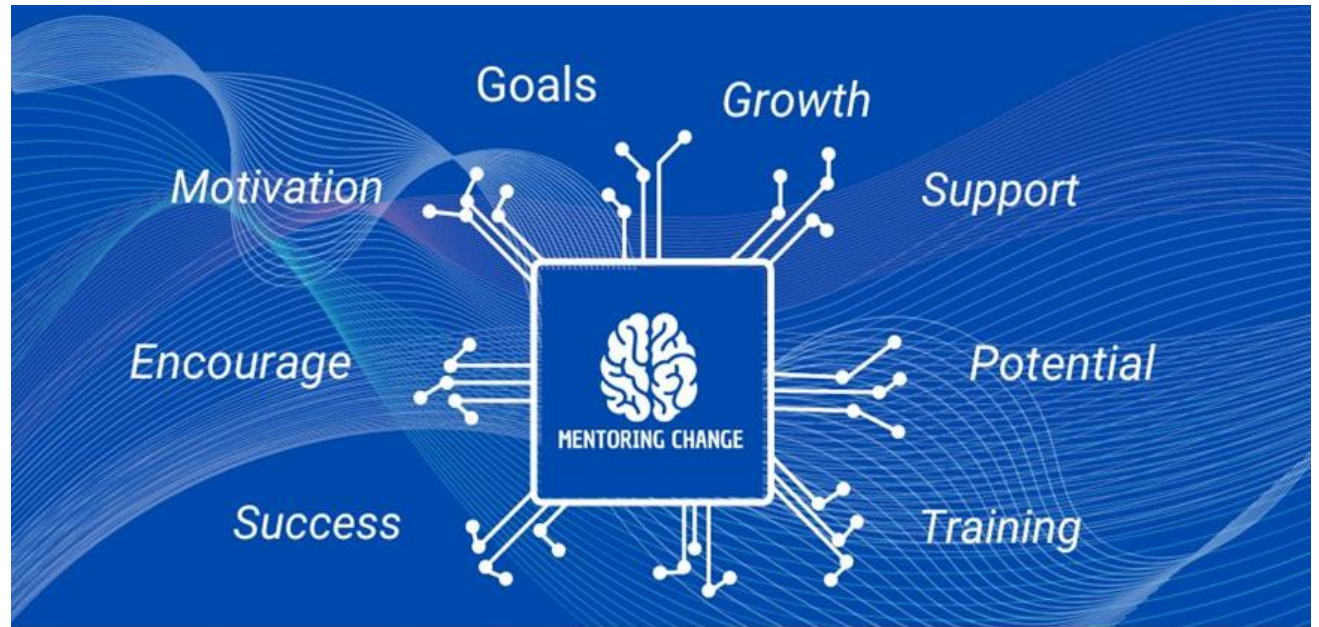 Goals
Growth
Motivation
Support
Encourage
Potential
MENTORING CHANGE
Success
Training